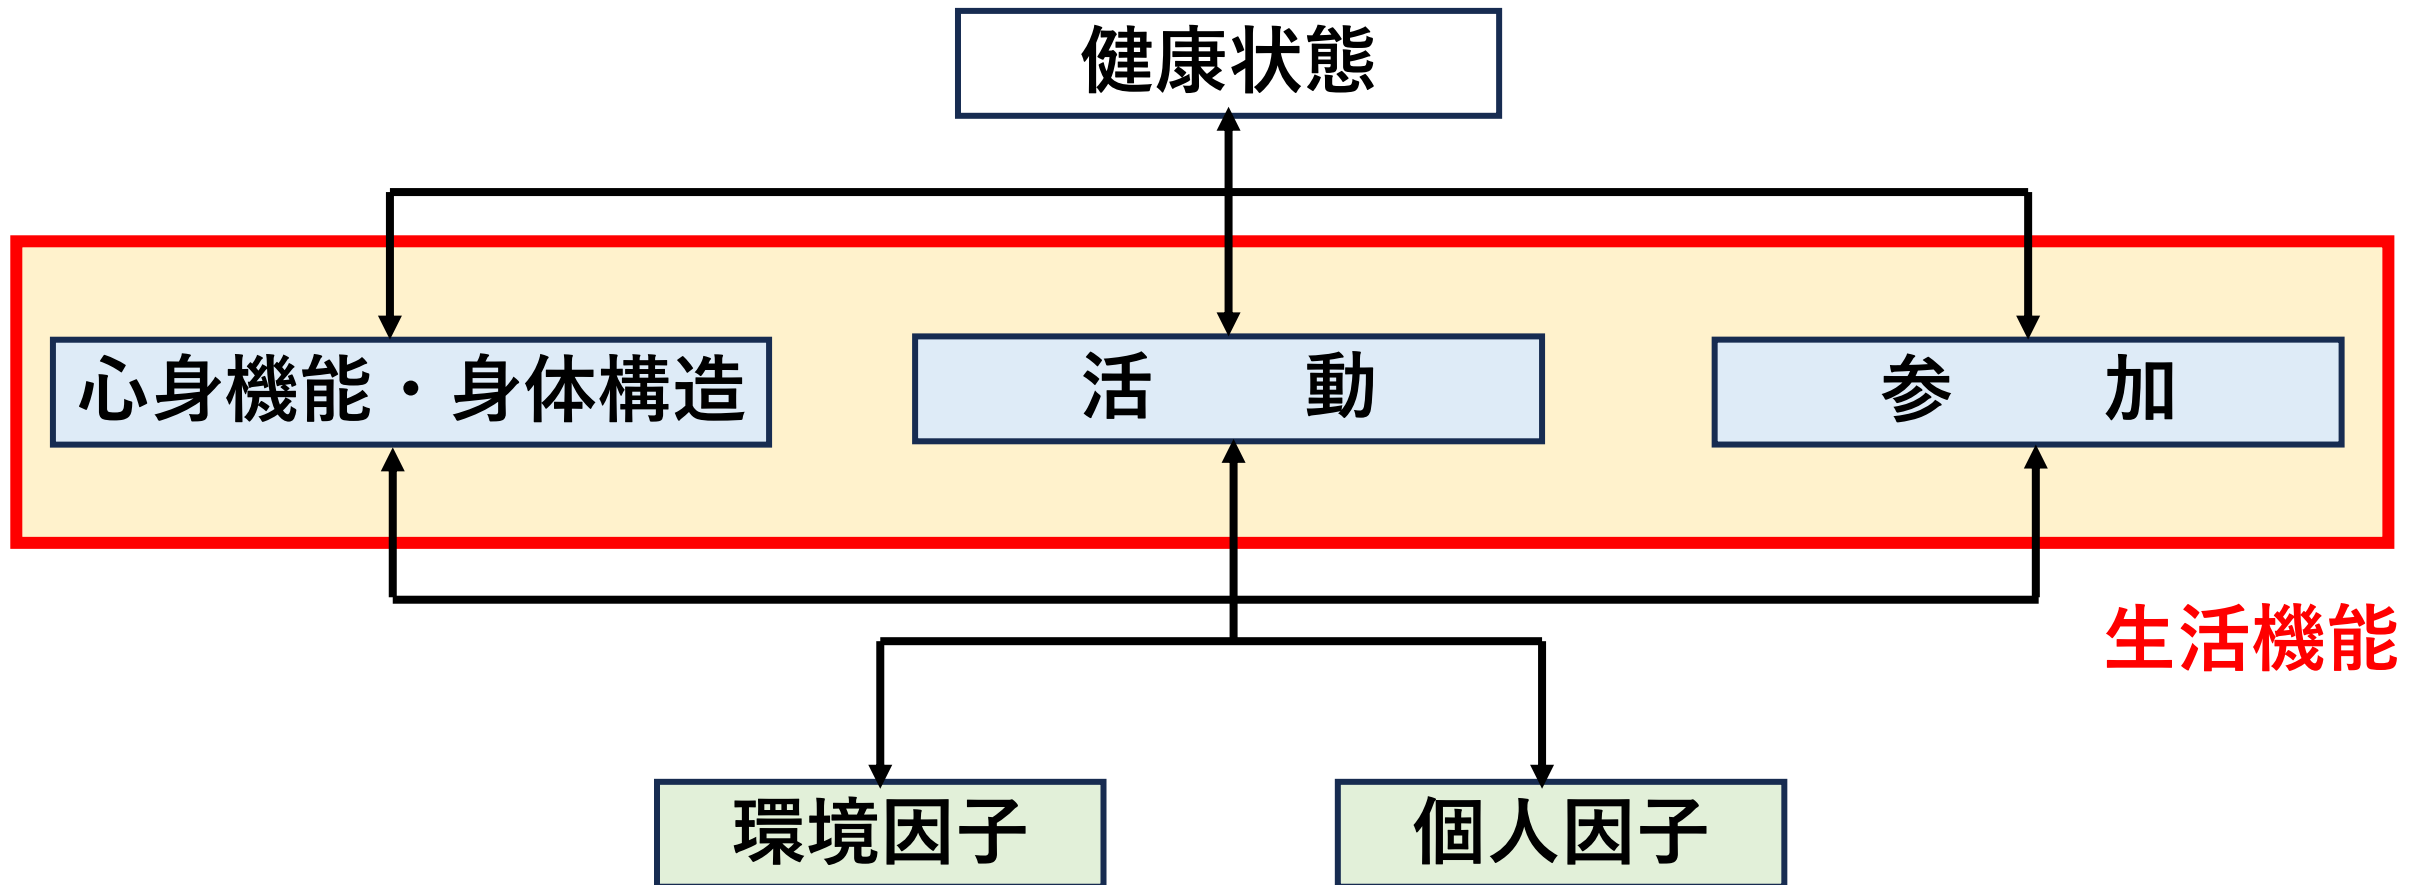 健康状態
心身機能・身体構造
活　　動
参　　加
生活機能
環境因子
個人因子